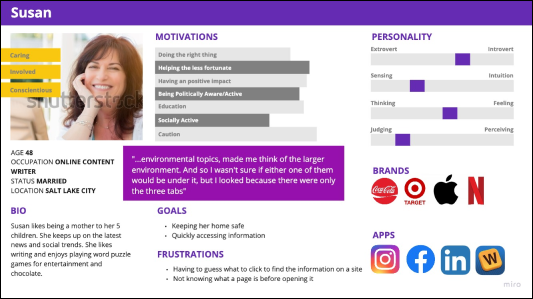 Susan
Caring
Involved
Conscientious
shutterstock
AGE 48
OCCUPATION ONLINE CONTENT
WRITER
STATUS MARRIED
LOCATION SALT LAKE CITY
BIO
Susan likes being a mother to her 5
children. She keeps up on the latest
news and social trends. She likes
writing and enjoys playing word puzzle
games for entertainment and
chocolate.
MOTIVATIONS
Doing the right thing
Helping the less fortunate
Having an positive impact
Being Politically Aware/Active
Education
Socially Active
Caution
"...environmental topics, made me think of the larger
environment. And so I wasn't sure if either one of them
would be under it, but I looked because there were only
the three tabs"
GOALS
• Keeping her home safe
• Quickly accessing information
FRUSTRATIONS
• Having to guess what to click to find the information on a site
• Not knowing what a page is before opening it
PERSONALITY
Extrovert Introvert
Sensing Intuition
Thinking Feeling
Judging Perceiving
BRANDS
Coca-Cola
TARGET
N
APPS
f
in
W
miro